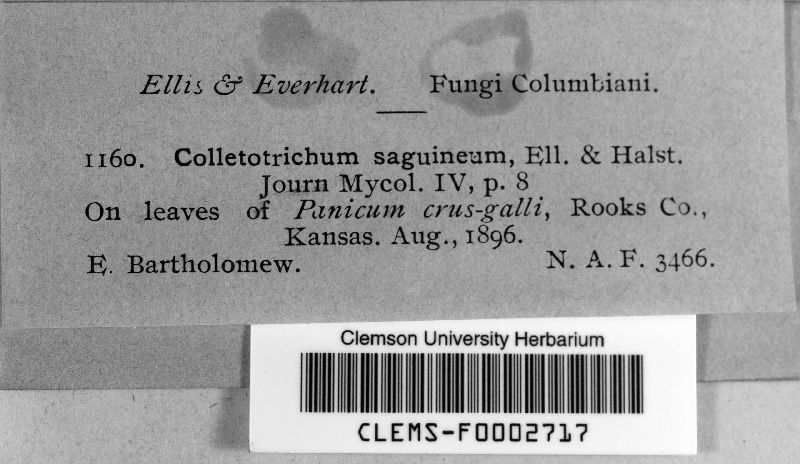 Ellis & Everhart. Fungi Columbiani.
1160. Colletotrichum saguineum, Ell. & Halst.
Journ Mycol. IV, p. 8
On leaves of Panicum crus-galli, Rooks Co.,
Kansas. Aug., 1896.
E. Bartholomew. N. A. F. 3466.
Clemson University Herbarium
CLEMS-F0002717